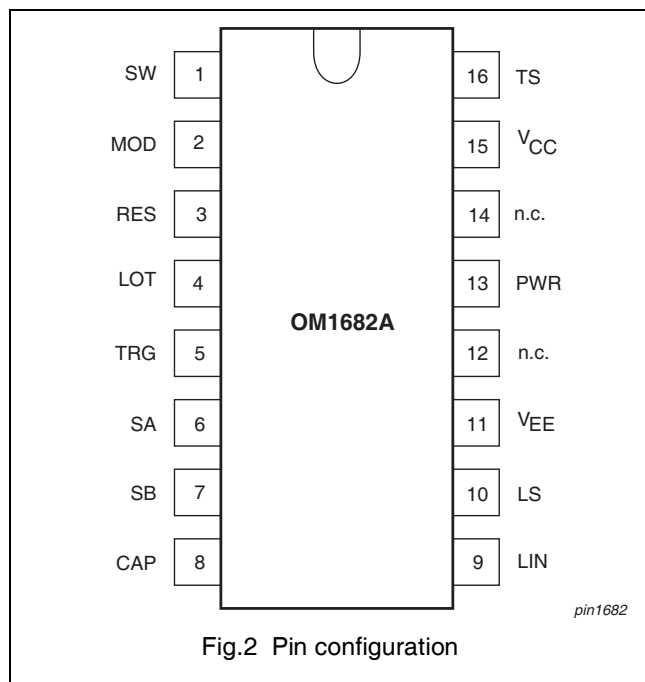 SW 1 16 TS
MOD 2 15 VCC
RES 3 14 n.c.
LOT 4 13 PWR
OM1682A
TRG 5 12 n.c.
SA 6 11 VEE
SB 7 10 LS
CAP 8 9 LIN
pin1682
Fig.2 Pin configuration